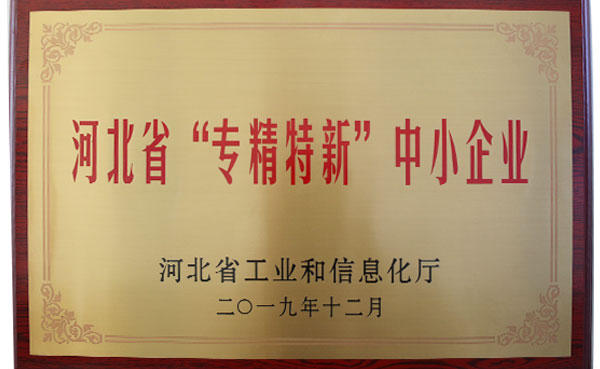 河北省“专精特新”中小企业
河北省工业和信息化厅
二〇一九年十二月